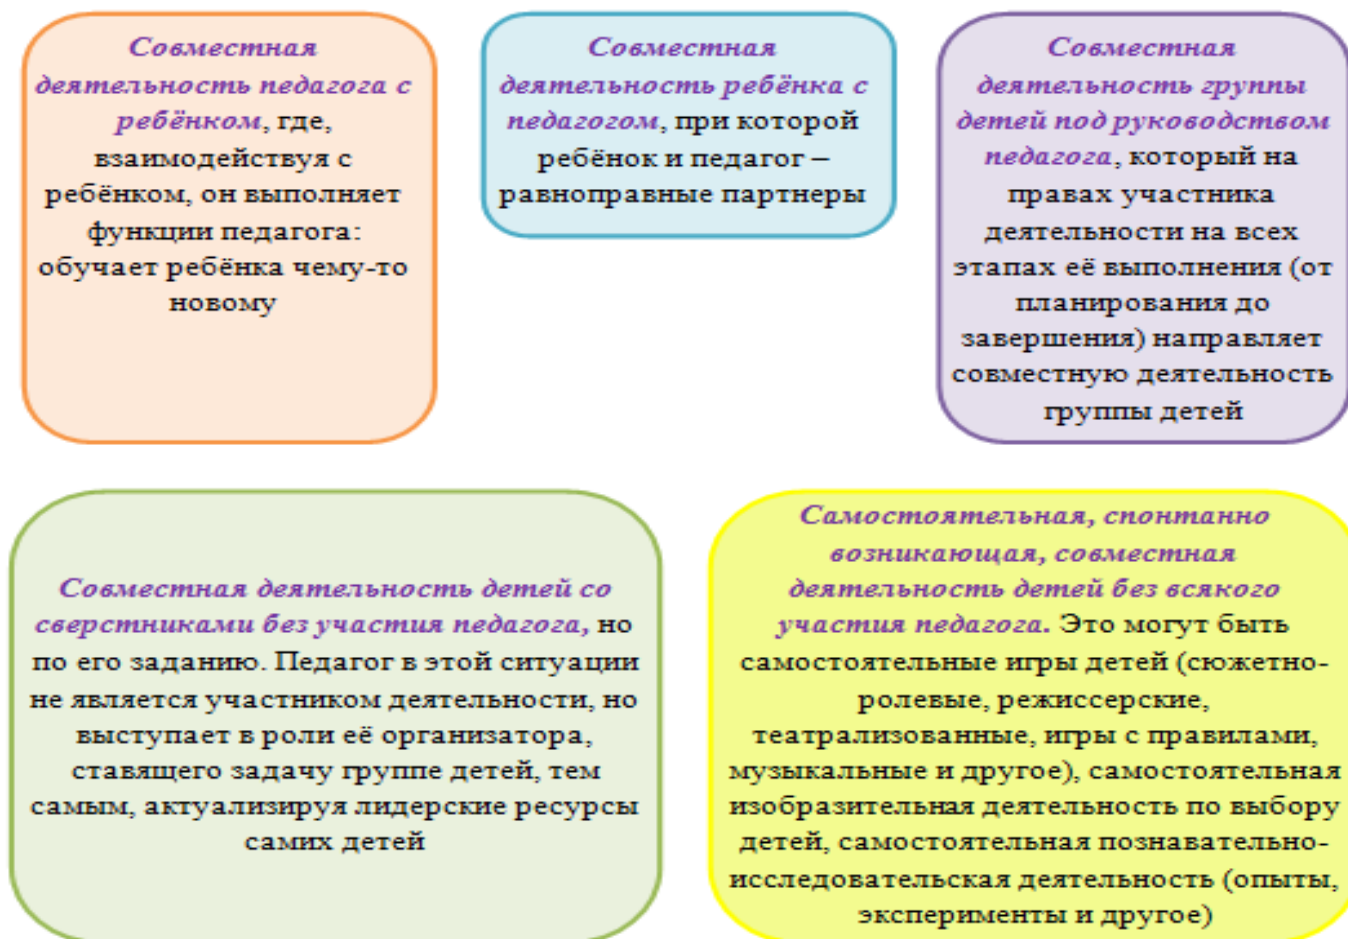 Совместная
деятельность педагога с
ребёнком, где,
взаимодействуя с
ребёнком, он выполняет
функции педагога:
обучает ребёнка чему-то
новому
Совместная
деятельность ребёнка с
педагогом, при которой
ребёнок и педагог –
равноправные партнеры
Совместная
деятельность группы
детей под руководством
педагога, который на
правах участника
деятельности на всех
этапах её выполнения (от
планирования до
завершения) направляет
совместную деятельность
группы детей
Совместная деятельность детей со
сверстниками без участия педагога, но
по его заданию. Педагог в этой ситуации
не является участником деятельности, но
выступает в роли её организатора,
ставящего задачу группе детей, тем
самым, актуализируя лидерские ресурсы
самих детей
Самостоятельная, спонтанно
возникающая, совместная
деятельность детей без всякого
участия педагога. Это могут быть
самостоятельные игры детей (сюжетно-
ролевые, режиссерские,
театрализованные, игры с правилами,
музыкальные и другое), самостоятельная
изобразительная деятельность по выбору
детей, самостоятельная познавательно-
исследовательская деятельность (опыты,
эксперименты и другое)